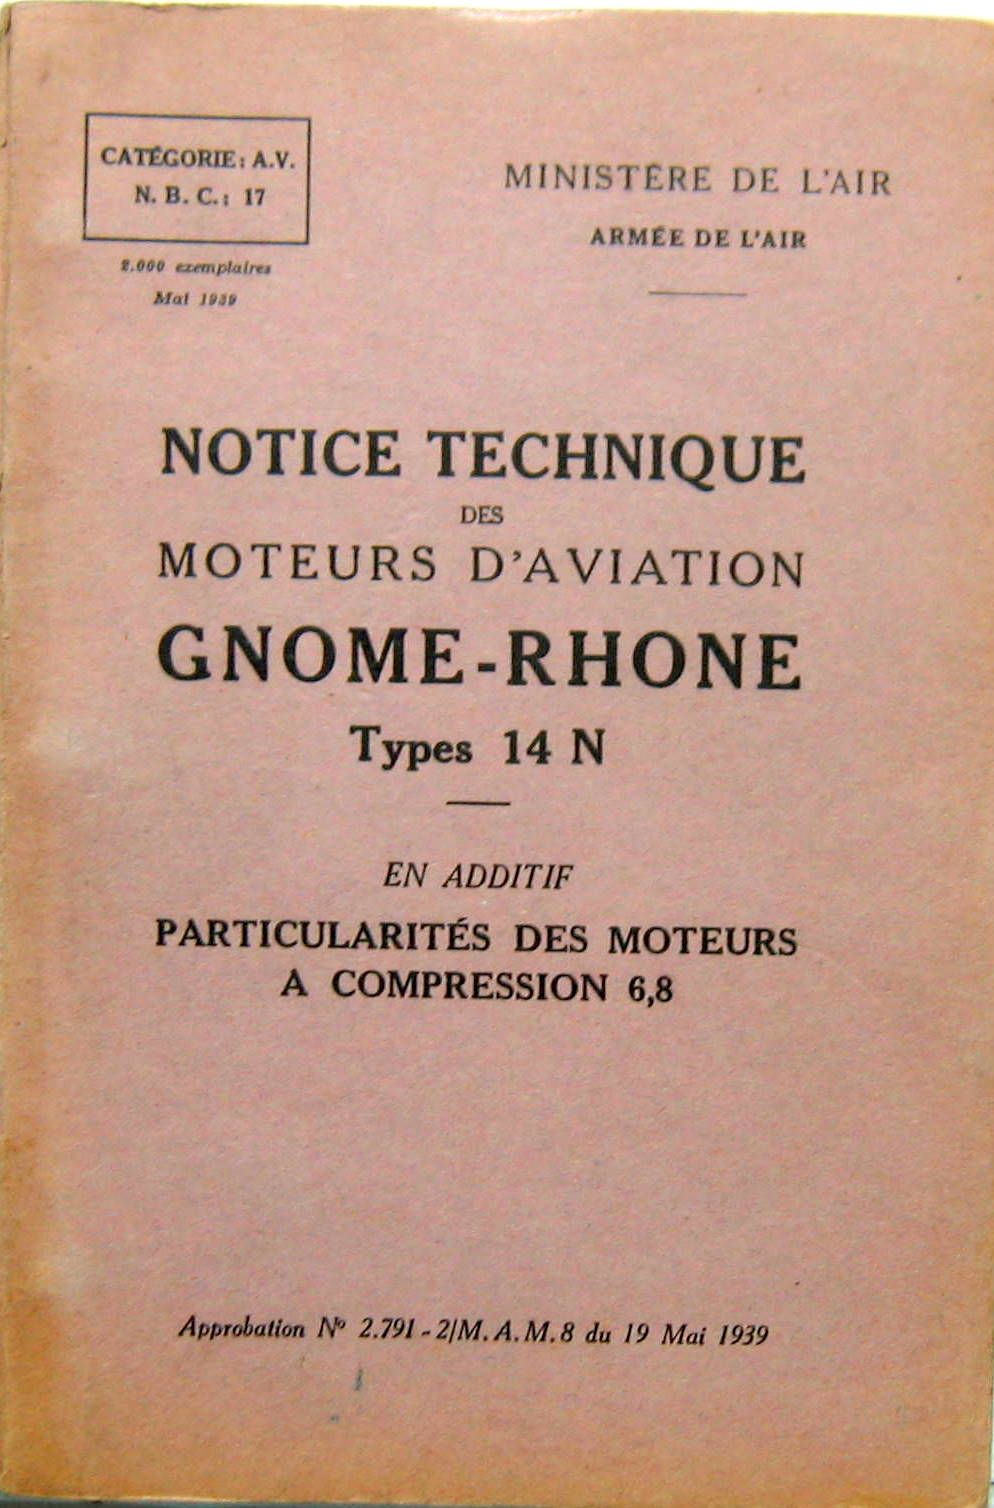 CATÉGORIE: A.V.
N. B. C.: 17
2.000 exemplaires
Mai 1939
MINISTÈRE DE L'AIR
ARMÉE DE L'AIR
NOTICE TECHNIQUE
DES
MOTEURS D'AVIATION
GNOME-RHONE
Types 14 N
EN ADDITIF
PARTICULARITÉS DES MOTEURS
A COMPRESSION 6,8
Approbation Nº 2.791-2/M.A.M.8 du 19 Mai 1939